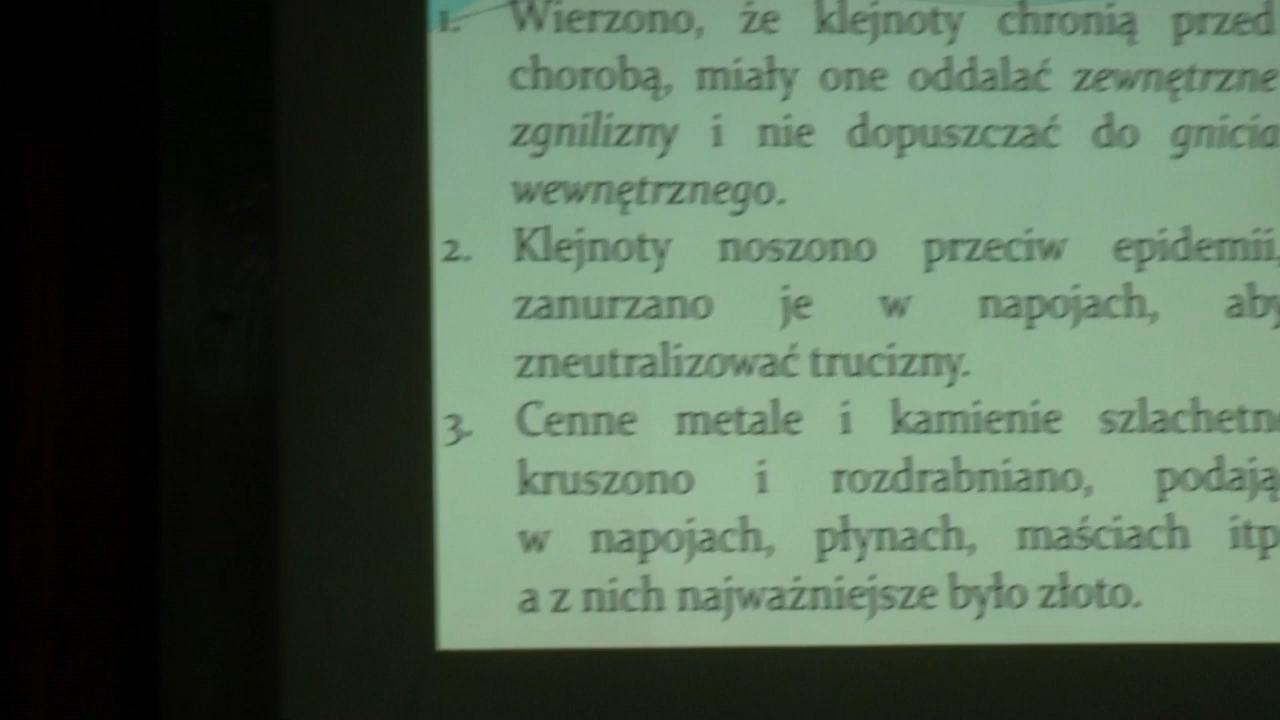 1. Wierzono, że klejnoty chronią przed
chorobą, miały one oddalać zewnętrzne
zgnilizny i nie dopuszczać do gnicia
wewnętrznego.
2. Klejnoty noszono przeciw epidemii,
zanurzano je w napojach, aby
zneutralizować trucizny.
3. Cenne metale i kamienie szlachetne
kruszono i rozdrabniano, podają
w napojach, płynach, maściach itp
a z nich najważniejsze było złoto.